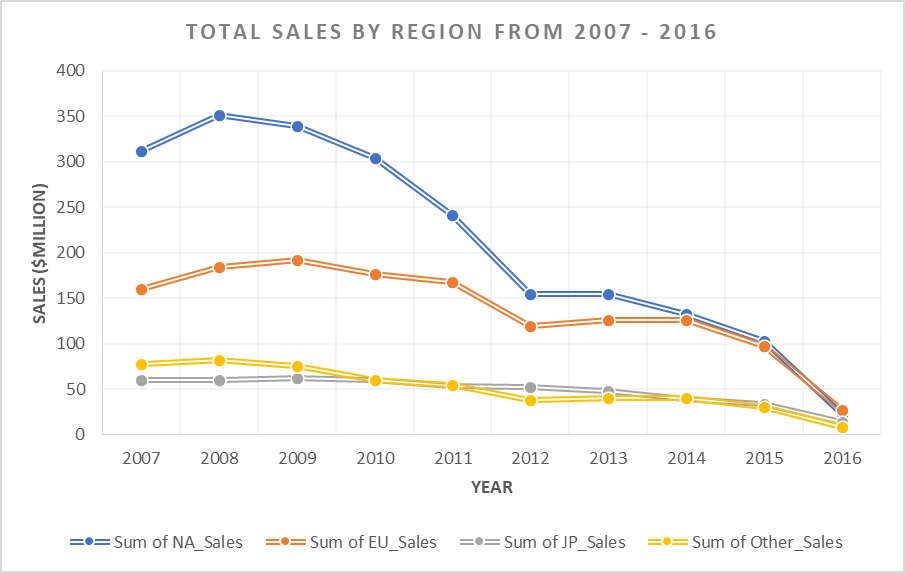 TOTAL SALES BY REGION FROM 2007 - 2016
400
350
300
250
200
150
100
50
0
SALES ($MILLION)
2007 2008 2009 2010 2011 2012 2013 2014 2015 2016
YEAR
Sum of NA_Sales Sum of EU_Sales Sum of JP_Sales Sum of Other_Sales